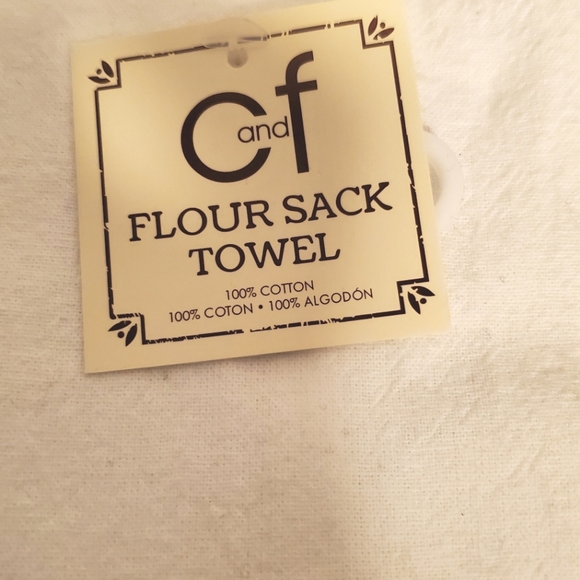 c and f
FLOUR SACK
TOWEL
100% COTTON
100% COTON • 100% ALGODÓN